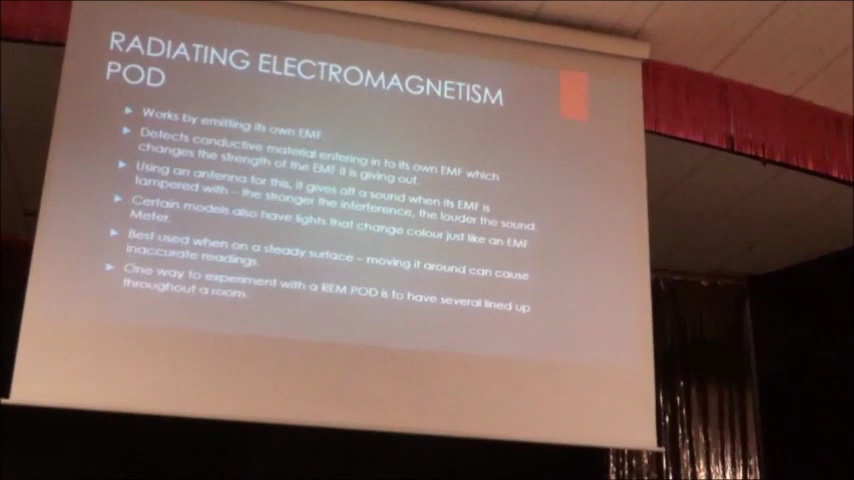 RADIATING ELECTROMAGNETISM
POD
Works by emitting its own EMF.
Detects conductive material entering in to its own EMF which
changes the strength of the EMF it is giving out.
Using an antenna for this, it gives off a sound when its EMF is
tampered with – the stronger the interference, the louder the sound.
Certain models also have lights that change colour just like an EMF
Meter.
Best used when on a steady surface – moving it around can cause
inaccurate readings.
One way to experiment with a REM POD is to have several lined up
throughout a room.